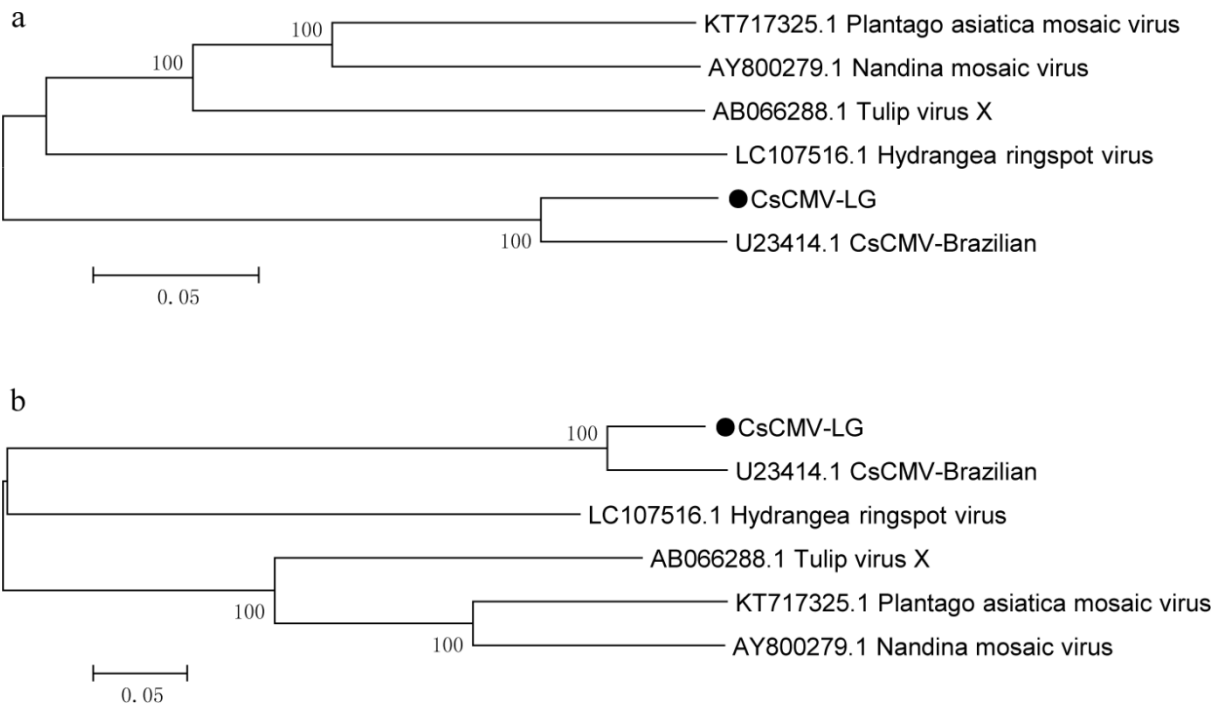 a
100
KT717325.1 Plantago asiatica mosaic virus
100
AY800279.1 Nandina mosaic virus
AB066288.1 Tulip virus X
LC107516.1 Hydrangea ringspot virus
CsCMV-LG
100
U23414.1 CsCMV-Brazilian
0.05
b
100
CsCMV-LG
U23414.1 CsCMV-Brazilian
LC107516.1 Hydrangea ringspot virus
AB066288.1 Tulip virus X
100
KT717325.1 Plantago asiatica mosaic virus
100
AY800279.1 Nandina mosaic virus
0.05